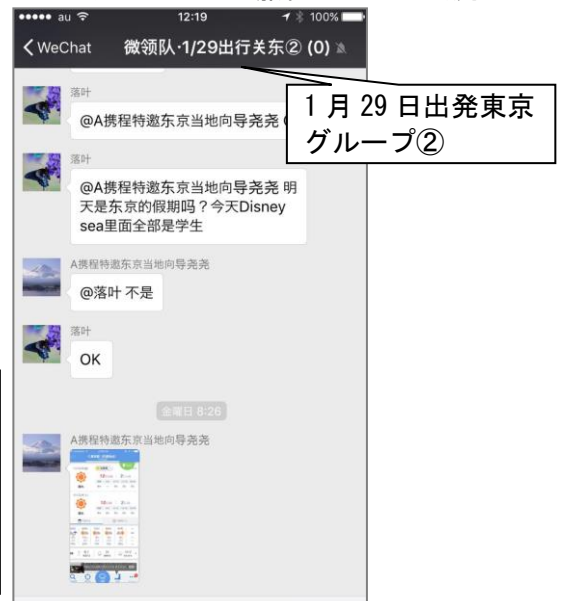 au 12:19 100%
WeChat 微领队·1/29出行关东② (0)
1月29日出発東京
グループ②
落叶
@A携程特邀东京当地向导尧尧
落叶
@A携程特邀东京当地向导尧尧 明
天是东京的假期吗？今天Disney
sea里面全部是学生
A携程特邀东京当地向导尧尧
@落叶 不是
落叶
OK
金曜日 8:26
A携程特邀东京当地向导尧尧